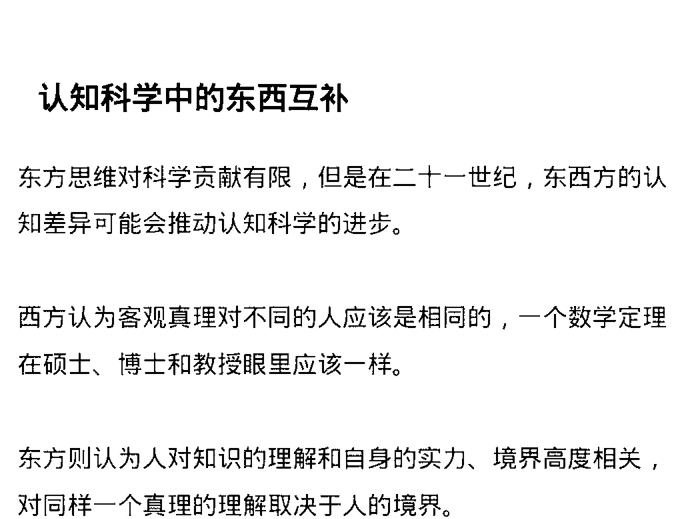 认知科学中的东西互补
东方思维对科学贡献有限，但是在二十一世纪，东西方的认
知差异可能会推动认知科学的进步。
西方认为客观真理对不同的人应该是相同的，一个数学定理
在硕士、博士和教授眼里应该一样。
东方则认为人对知识的理解和自身的实力、境界高度相关，
对同样一个真理的理解取决于人的境界。